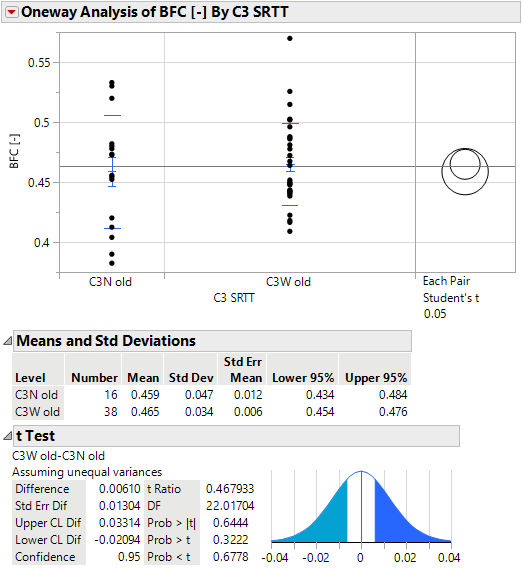 Oneway Analysis of BFC [-] By C3 SRTT
0.55
0.5
0.45
0.4
BFC [-]
C3N old
C3W old
C3 SRTT
Each Pair
Student's t
0.05
Means and Std Deviations
Level Number Mean Std Dev Std Err Mean Lower 95% Upper 95%
C3N old 16 0.459 0.047 0.012 0.434 0.484
C3W old 38 0.465 0.034 0.006 0.454 0.476
t Test
C3W old-C3N old
Assuming unequal variances
Difference 0.00610 t Ratio 0.467933
Std Err Dif 0.01304 DF 22.01704
Upper CL Dif 0.03314 Prob > |t| 0.6444
Lower CL Dif -0.02094 Prob > t 0.3222
Confidence 0.95 Prob < t 0.6778
-0.04 -0.02 0 0.02 0.04